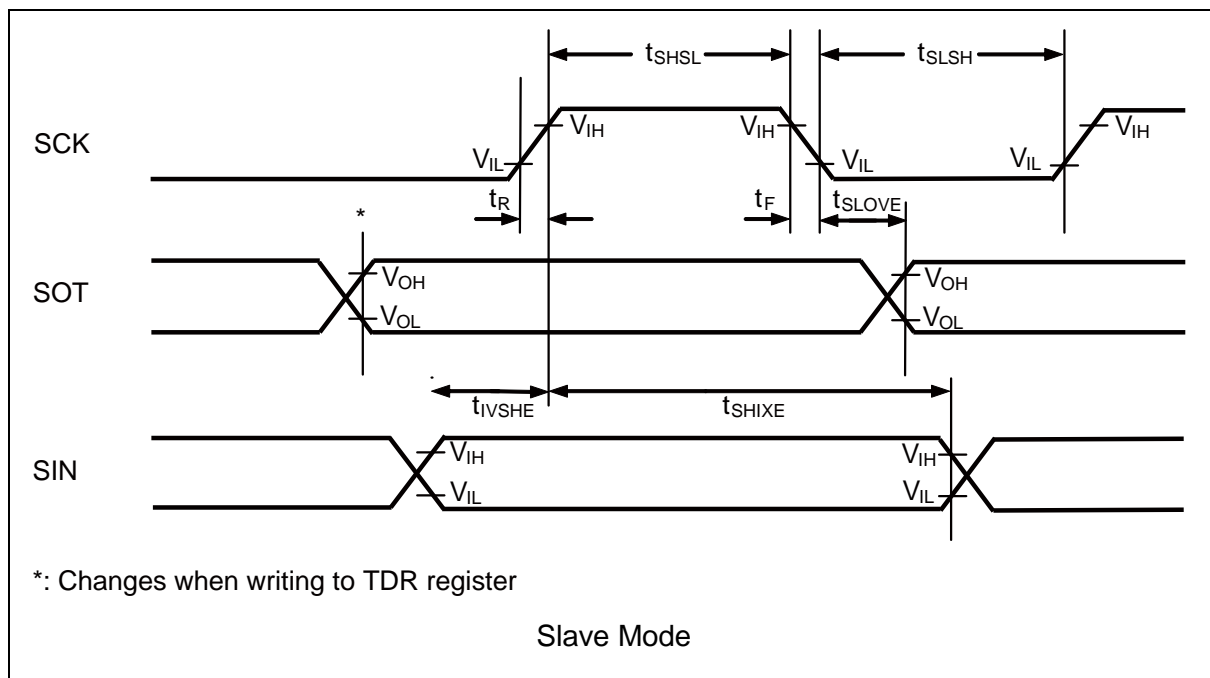 tSHSL
tSLSH
SCK
VIH
VIH
VIH
VIL
VIL
VIL
tR
tF
tSLOVE
*
SOT
VOH
VOH
VOL
VOL
tIVSHE
tSHIXE
SIN
VIH
VIH
VIL
VIL
*: Changes when writing to TDR register
Slave Mode